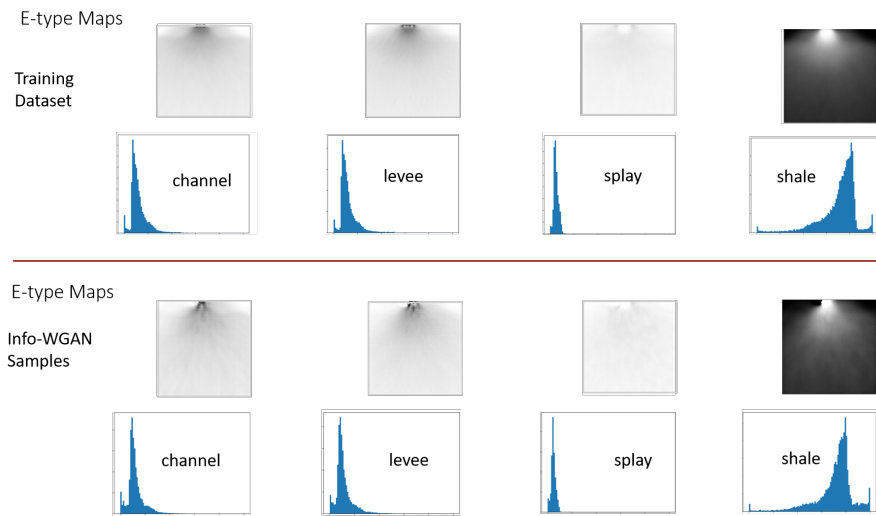 E-type Maps
Training
Dataset
channel
levee
splay
shale
E-type Maps
Info-WGAN
Samples
channel
levee
splay
shale